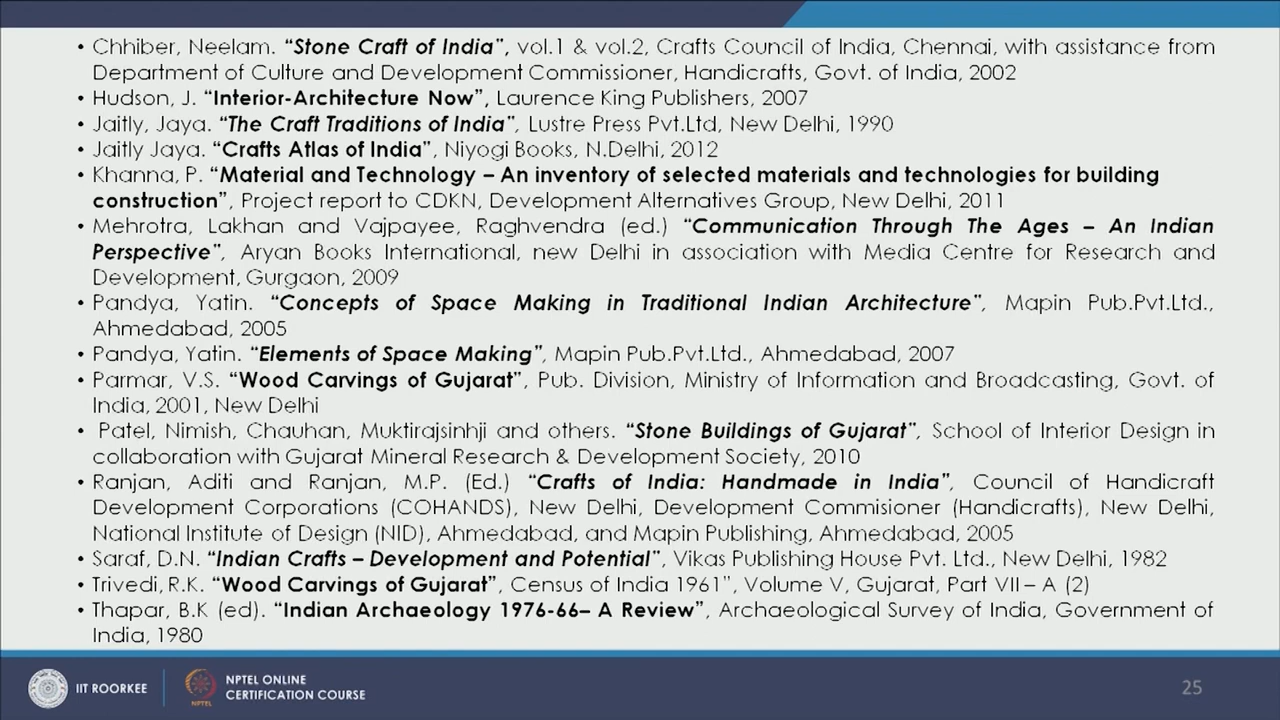 • Chhiber, Neelam. “Stone Craft of India”, vol.1 & vol.2, Crafts Council of India, Chennai, with assistance from
Department of Culture and Development Commissioner, Handicrafts, Govt. of India, 2002
• Hudson, J. “Interior-Architecture Now”, Laurence King Publishers, 2007
• Jaitly, Jaya. “The Craft Traditions of India”, Lustre Press Pvt.Ltd, New Delhi, 1990
• Jaitly Jaya. “Crafts Atlas of India”, Niyogi Books, N.Delhi, 2012
• Khanna, P. “Material and Technology – An inventory of selected materials and technologies for building
construction”, Project report to CDKN, Development Alternatives Group, New Delhi, 2011
• Mehrotra, Lakhan and Vajpayee, Raghvendra (ed.) “Communication Through The Ages – An Indian
Perspective”, Aryan Books International, new Delhi in association with Media Centre for Research and
Development, Gurgaon, 2009
• Pandya, Yatin. “Concepts of Space Making in Traditional Indian Architecture”, Mapin Pub.Pvt.Ltd.,
Ahmedabad, 2005
• Pandya, Yatin. “Elements of Space Making”, Mapin Pub.Pvt.Ltd., Ahmedabad, 2007
• Parmar, V.S. “Wood Carvings of Gujarat”, Pub. Division, Ministry of Information and Broadcasting, Govt. of
India, 2001, New Delhi
• Patel, Nimish, Chauhan, Muktirajsinhji and others. “Stone Buildings of Gujarat”, School of Interior Design in
collaboration with Gujarat Mineral Research & Development Society, 2010
• Ranjan, Aditi and Ranjan, M.P. (Ed.) “Crafts of India: Handmade in India”, Council of Handicraft
Development Corporations (COHANDS), New Delhi, Development Commisioner (Handicrafts), New Delhi,
National Institute of Design (NID), Ahmedabad, and Mapin Publishing, Ahmedabad, 2005
• Saraf, D.N. “Indian Crafts – Development and Potential”, Vikas Publishing House Pvt. Ltd., New Delhi, 1982
• Trivedi, R.K. “Wood Carvings of Gujarat”, Census of India 1961”, Volume V, Gujarat, Part VII – A (2)
• Thapar, B.K (ed). “Indian Archaeology 1976-66– A Review”, Archaeological Survey of India, Government of
India, 1980
IIT ROORKEE
NPTEL ONLINE
CERTIFICATION COURSE
NPTEL
25